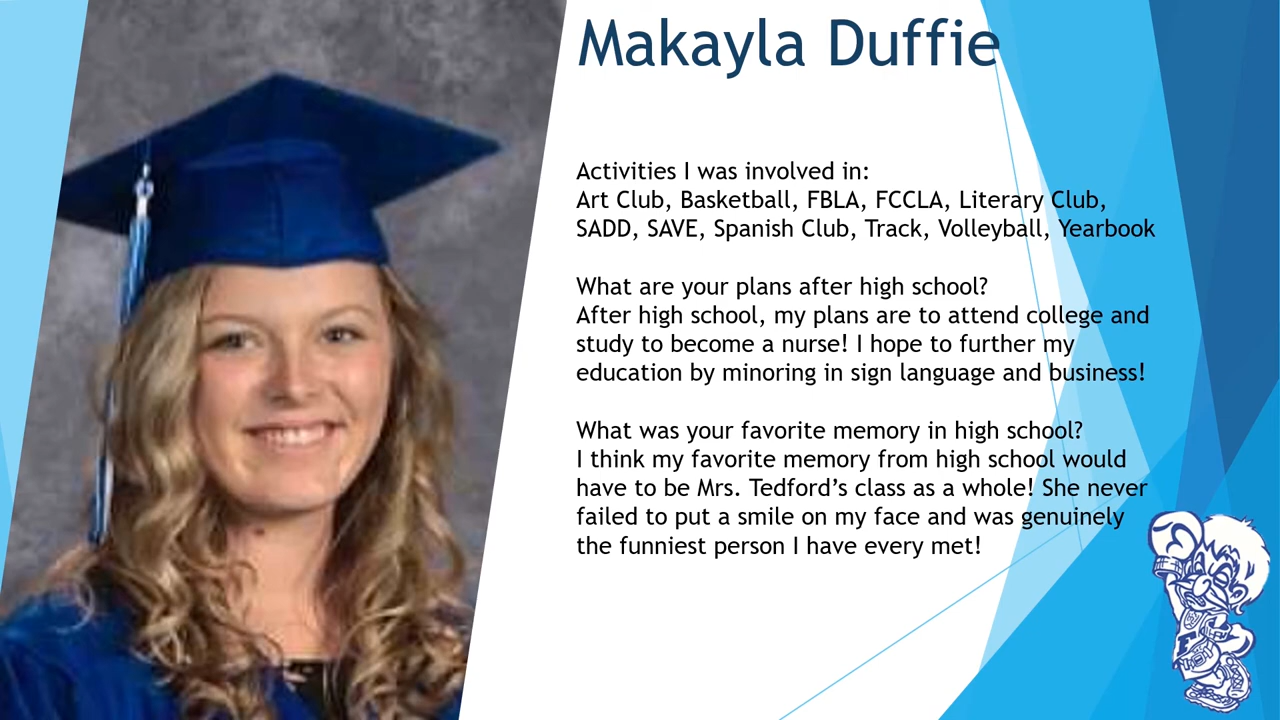 Makayla Duffie
Activities I was involved in:
Art Club, Basketball, FBLA, FCCLA, Literary Club,
SADD, SAVE, Spanish Club, Track, Volleyball, Yearbook
What are your plans after high school?
After high school, my plans are to attend college and
study to become a nurse! I hope to further my
education by minoring in sign language and business!
What was your favorite memory in high school?
I think my favorite memory from high school would
have to be Mrs. Tedford’s class as a whole! She never
failed to put a smile on my face and was genuinely
the funniest person I have every met!